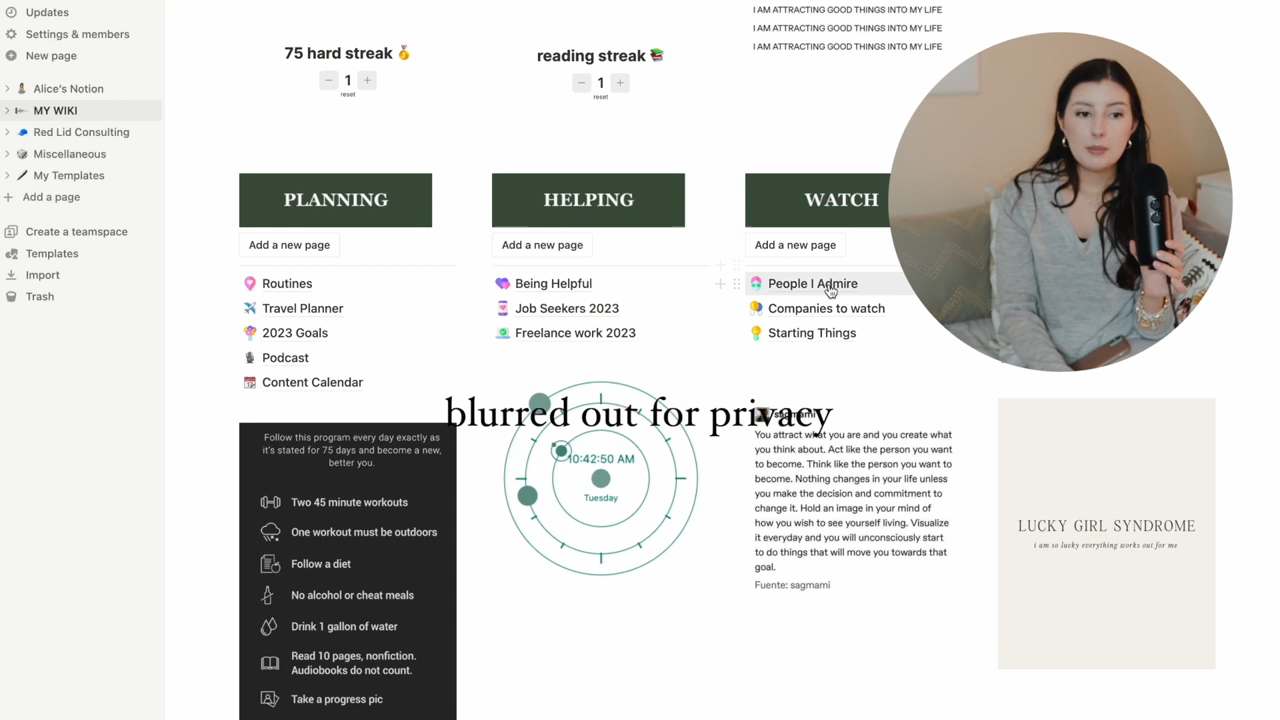 Updates
Settings & members
New page
Alice's Notion
MY WIKI
Red Lid Consulting
Miscellaneous
My Templates
Add a page
Create a teamspace
Templates
Import
Trash
75 hard streak
1
reset
reading streak
1
reset
I AM ATTRACTING GOOD THINGS INTO MY LIFE
I AM ATTRACTING GOOD THINGS INTO MY LIFE
I AM ATTRACTING GOOD THINGS INTO MY LIFE
PLANNING
Add a new page
Routines
Travel Planner
2023 Goals
Podcast
Content Calendar
HELPING
Add a new page
Being Helpful
Job Seekers 2023
Freelance work 2023
WATCH
Add a new page
People I Admire
Companies to watch
Starting Things
blurred out for privacy
Follow this program every day exactly as
it's stated for 75 days and become a new,
better you.
Two 45 minute workouts
One workout must be outdoors
Follow a diet
No alcohol or cheat meals
Drink 1 gallon of water
Read 10 pages, nonfiction.
Audiobooks do not count.
Take a progress pic
10:42:50 AM
Tuesday
sagmami
You attract what you are and you create what
you think about. Act like the person you want
to become. Think like the person you want to
become. Nothing changes in your life unless
you make the decision and commitment to
change it. Hold an image in your mind of
how you wish to see yourself living. Visualize
it everyday and you will unconsciously start
to do things that will move you towards that
goal.
Fuente: sagmami
LUCKY GIRL SYNDROME
i am so lucky everything works out for me